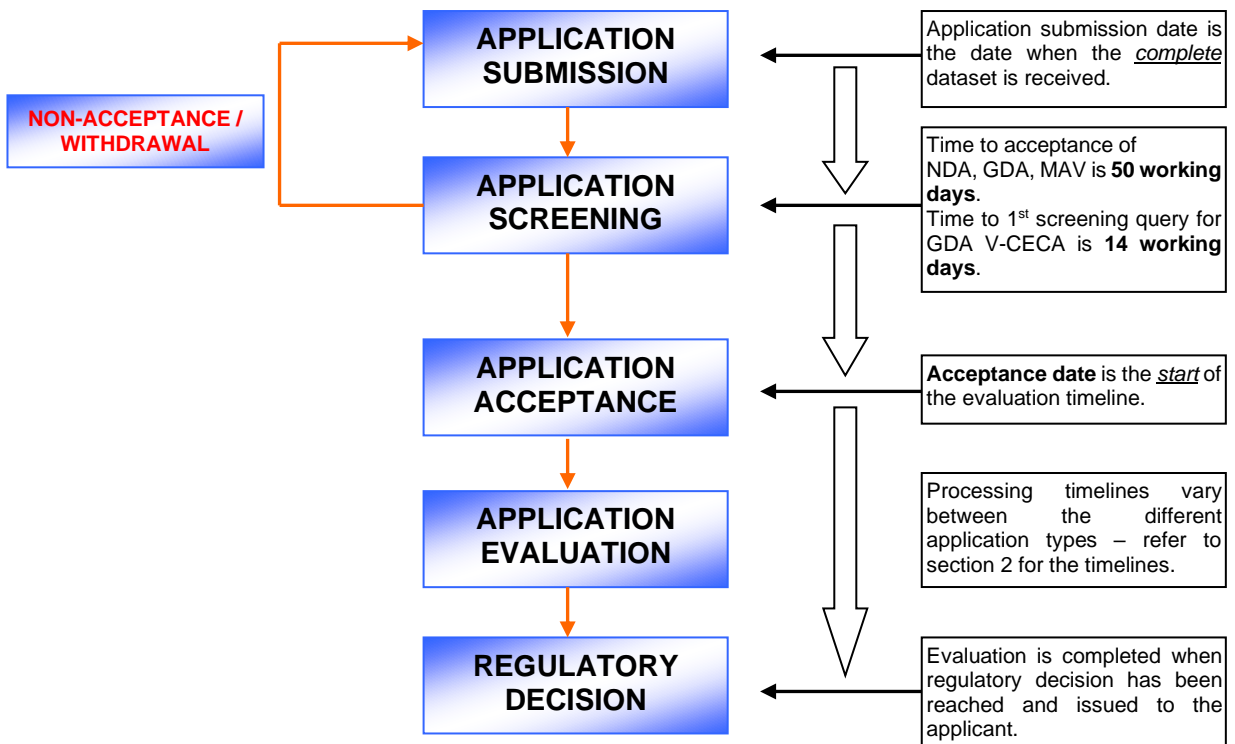 APPLICATION
SUBMISSION
Application submission date is
the date when the complete
dataset is received.
NON-ACCEPTANCE /
WITHDRAWAL
APPLICATION
SCREENING
Time to acceptance of
NDA, GDA, MAV is 50 working
days.
Time to 1st screening query for
GDA V-CECA is 14 working
days.
APPLICATION
ACCEPTANCE
Acceptance date is the start of
the evaluation timeline.
APPLICATION
EVALUATION
Processing timelines vary
between the different
application types – refer to
section 2 for the timelines.
REGULATORY
DECISION
Evaluation is completed when
regulatory decision has been
reached and issued to the
applicant.